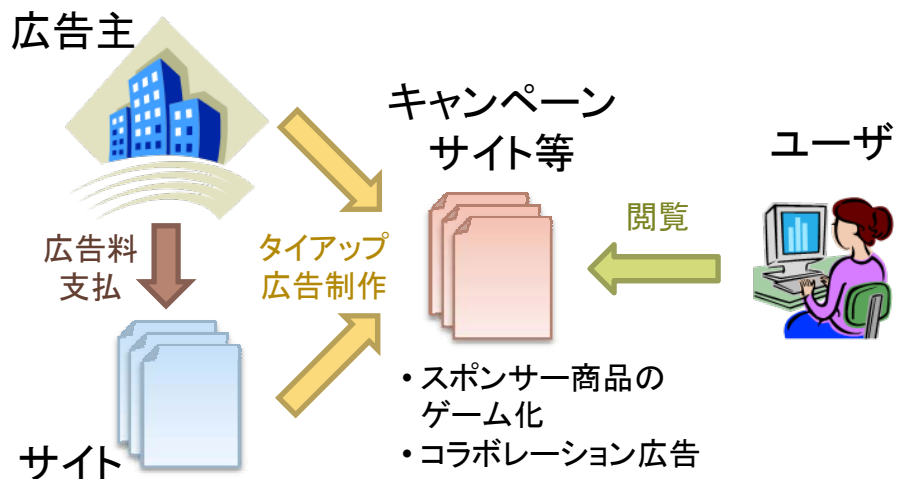 広告主
キャンペーン
サイト等
ユーザ
閲覧
広告料
支払
タイアップ
広告制作
サイト
・スポンサー商品の
ゲーム化
・コラボレーション広告